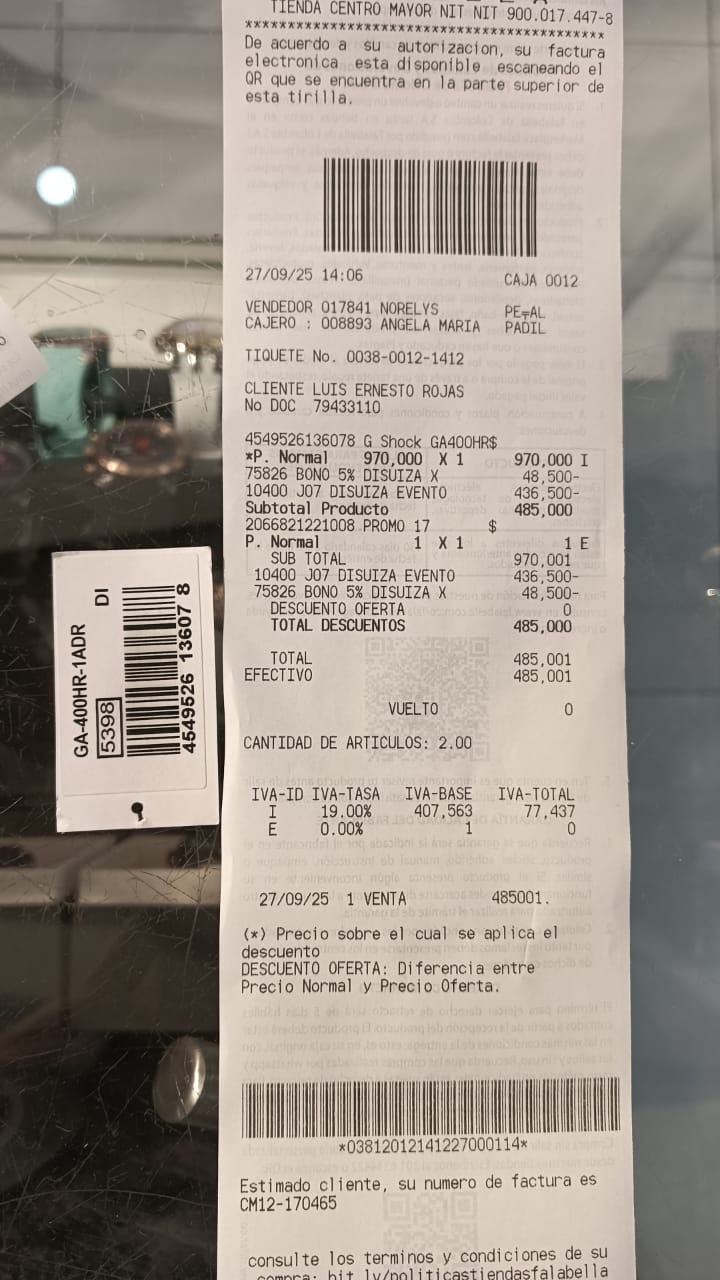 TIENDA CENTRO MAYOR NIT NIT 900.017.447-8
******************************************
De acuerdo a su autorizacion, su factura
electronica esta disponible escaneando el
QR que se encuentra en la parte superior de
esta tirilla.
27/09/25 14:06 CAJA 0012
VENDEDOR 017841 NORELYS
CAJERO : 008893 ANGELA MARIA PADIL
TIQUETE No. 0038-0012-1412
CLIENTE LUIS ERNESTO ROJAS
No DOC 79433110
4549526136078 G Shock GA400HR$
*P. Normal 970,000 X 1 970,000 I
75826 BONO 5% DISUIZA X 48,500-
10400 J07 DISUIZA EVENTO 436,500-
Subtotal Producto 485,000
2066821221008 PROMO 17 $
P. Normal 1 X 1 1 E
SUB TOTAL 970,001
10400 J07 DISUIZA EVENTO 436,500-
75826 BONO 5% DISUIZA X 48,500-
DESCUENTO OFERTA 0
TOTAL DESCUENTOS 485,000
TOTAL 485,001
EFECTIVO 485,001
VUELTO 0
CANTIDAD DE ARTICULOS: 2.00
IVA-ID IVA-TASA IVA-BASE IVA-TOTAL
I 19.00% 407,563 77,437
E 0.00% 1 0
27/09/25 1 VENTA 485001.
(*) Precio sobre el cual se aplica el
descuento
DESCUENTO OFERTA: Diferencia entre
Precio Normal y Precio Oferta.
*03812012141227000114*
Estimado cliente, su numero de factura es
CM12-170465
consulte los terminos y condiciones de su
compra: bit.ly/politicastiendasfalabella
GA-400HR-1ADR DI
5398
4549526 13607 8